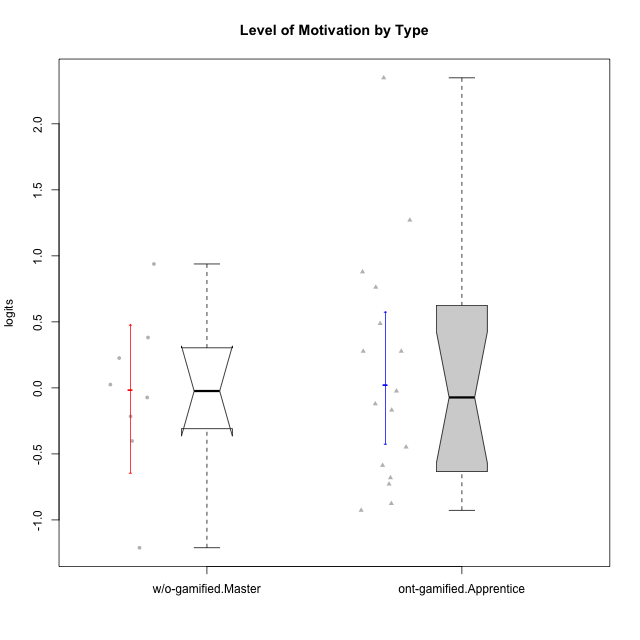 Level of Motivation by Type
logits
2.0
1.5
1.0
0.5
0.0
-0.5
-1.0
w/o-gamified.Master
ont-gamified.Apprentice